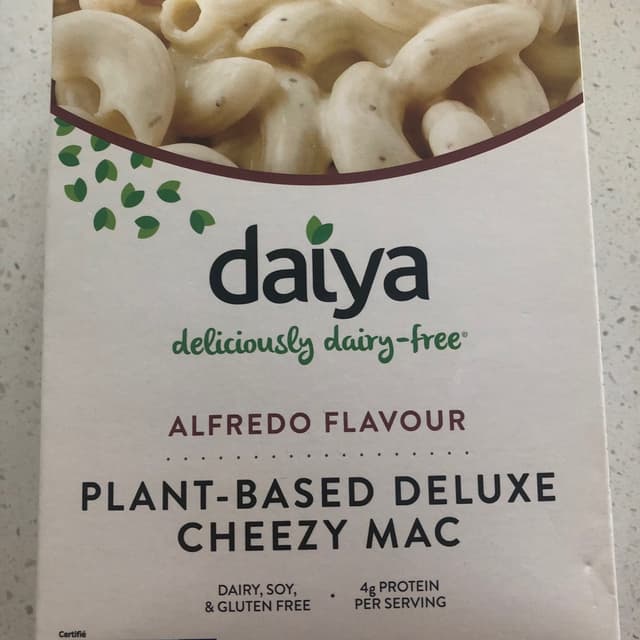 daiya
deliciously dairy-free®
ALFREDO FLAVOUR
PLANT-BASED DELUXE
CHEEZY MAC
DAIRY, SOY,
& GLUTEN FREE
•
4g PROTEIN
PER SERVING
Certifié